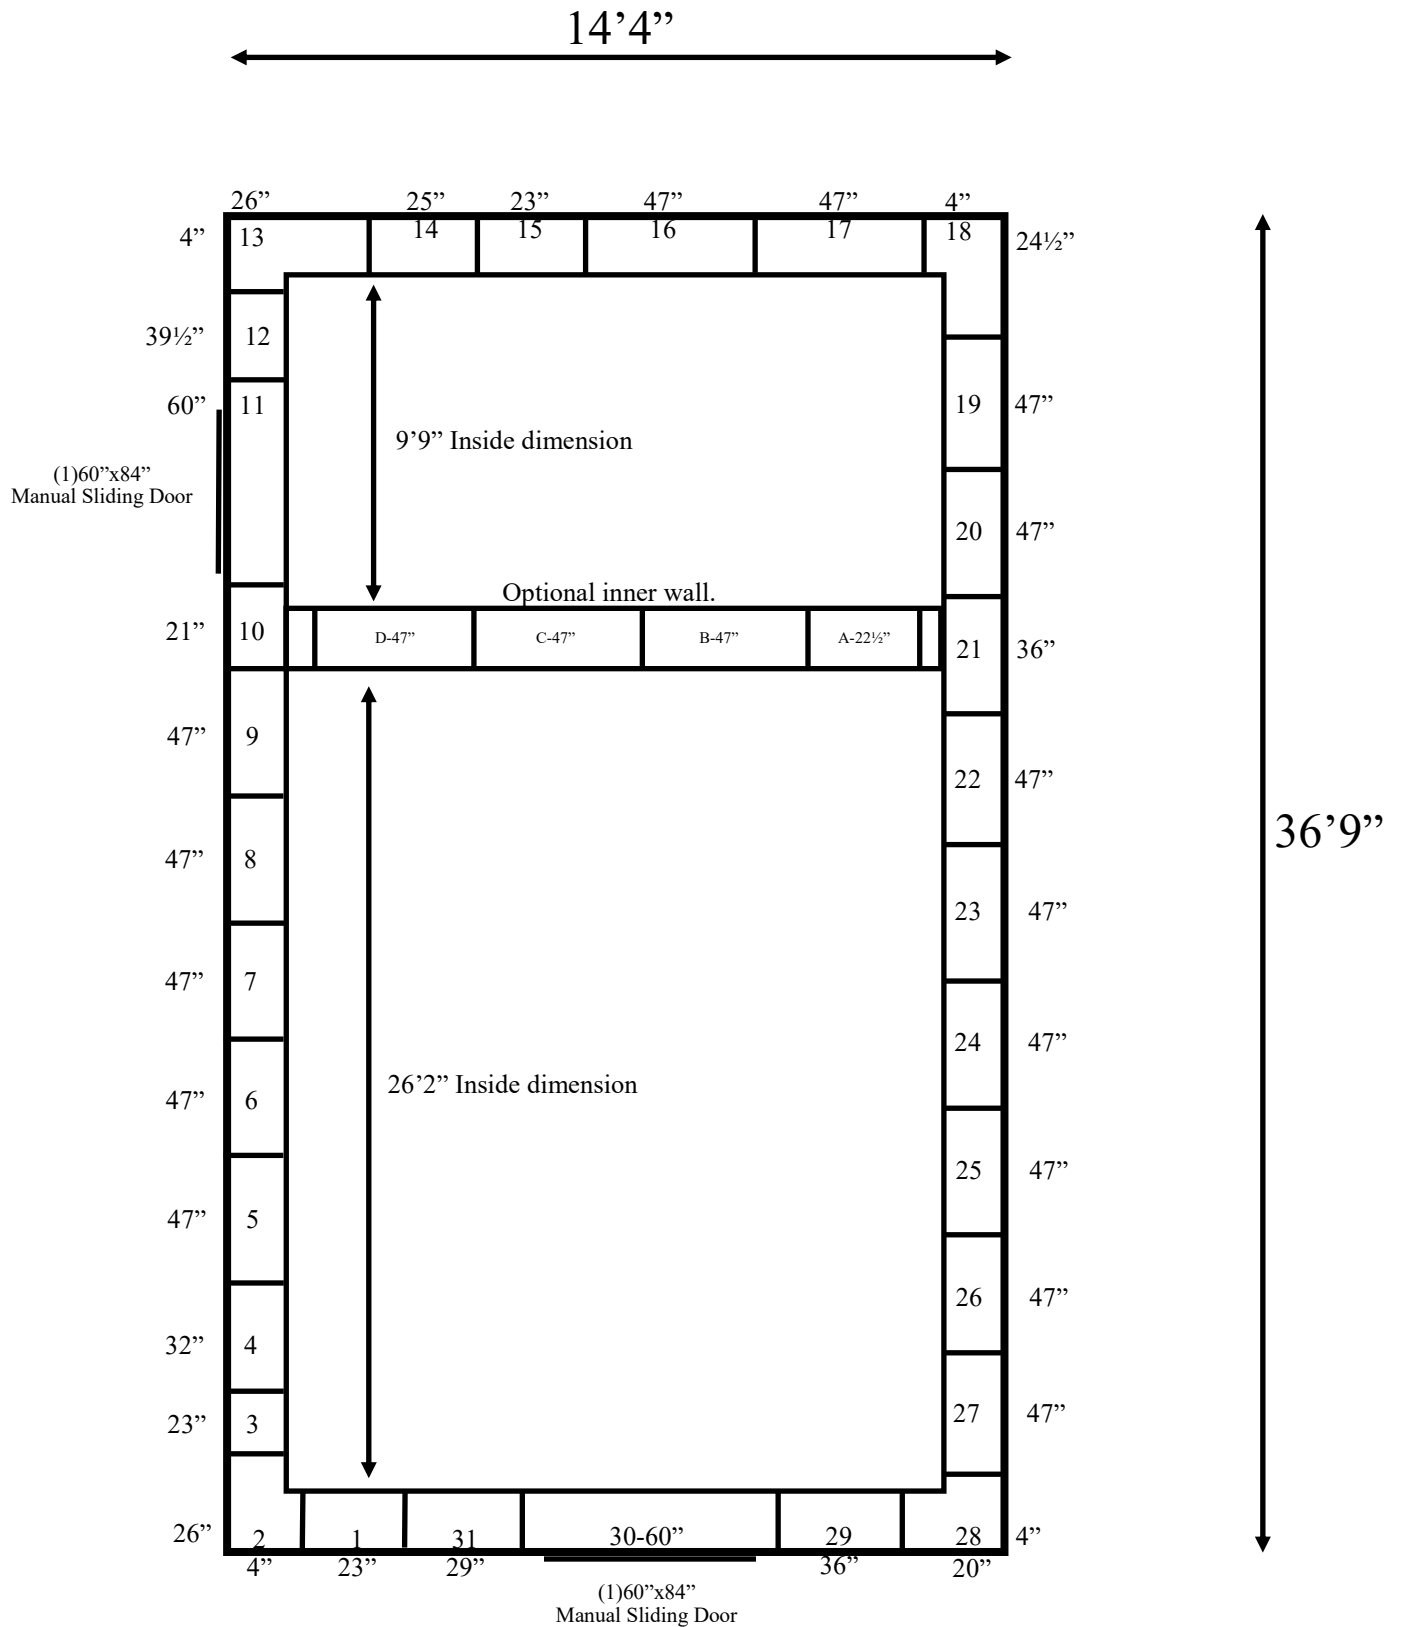 14’4”
26” 25” 23” 47” 47” 4”
4” 13 14 15 16 17 18 24½”
39½” 12
60” 11 19 47”
9’9” Inside dimension
(1)60”x84”
Manual Sliding Door
20 47”
Optional inner wall.
21” 10 D-47” C-47” B-47” A-22½” 21 36”
47” 9
22 47”
36’9”
47” 8
23 47”
47” 7
24 47”
26’2” Inside dimension
47” 6
25 47”
47” 5
26 47”
32” 4
23” 3 27 47”
26” 2 1 31 30-60” 29 28 4”
4” 23” 29” 36” 20”
(1)60”x84”
Manual Sliding Door